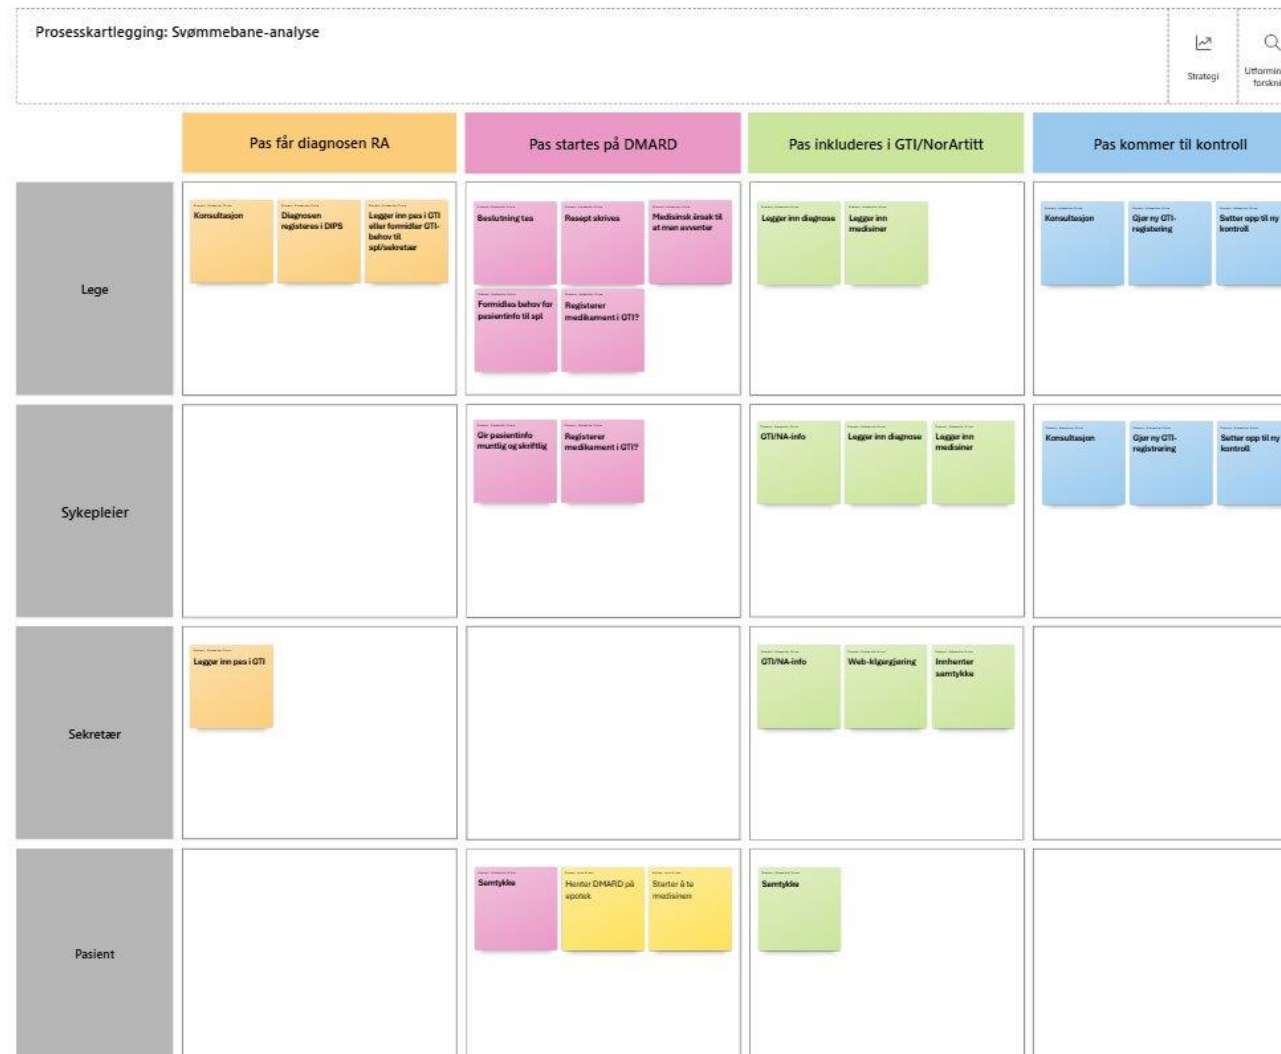 Prosesskartlegging: Svømmebane-analyse
Strategi
Pas får diagnosen RA
Pas startes på DMARD
Pas inkluderes i GTI/NorArtitt
Pas kommer til kontroll
Lege
Konsultasjon
Diagnosen
registeres i DIPS
Legger inn pas i GTI
eller formidler GTI-
behov til
spl/sekretær
Beslutning tas
Resept skrives
Medisinsk årsak til
at man avventer
Formidles behov for
pasientinfo til spl
Registerer
medikament i GTI?
Legger inn diagnose
Legger inn
medisiner
Konsultasjon
Gjør ny GTI-
registering
Setter opp til ny
kontroll
Sykepleier
Gir pasientinfo
muntlig og skriftlig
Registerer
medikament i GTI?
GTI/NA-info
Legger inn diagnose
Legger inn
medisiner
Konsultasjon
Gjør ny GTI-
registrering
Setter opp til ny
kontroll
Sekretær
Legger inn pas i GTI
GTI/NA-info
Web-klgargjøring
Innhenter
samtykke
Pasient
Samtykke
Henter DMARD på
apotek
Starter å ta
medisinen
Samtykke